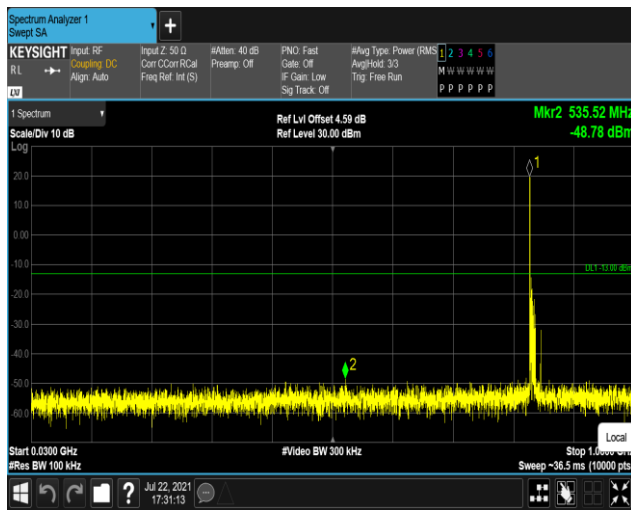 Spectrum Analyzer 1
Swept SA
KEYSIGHT
RL
Input: RF
Coupling: DC
Align: Auto
Input Z: 50 Ω
Corr CCorr RCal
Freq Ref: Int (S)
#Atten: 40 dB
Preamp: Off
PNO: Fast
Gate: Off
IF Gain: Low
Sig Track: Off
#Avg Type: Power (RMS
Avg|Hold: 3/3
Trig: Free Run
1 2 3 4 5 6
M W W W W W
P P P P P P
1 Spectrum
Scale/Div 10 dB
Log
Ref Lvl Offset 4.59 dB
Ref Level 30.00 dBm
Mkr2 535.52 MHz
-48.78 dBm
1
20.0
10.0
0.00
-10.0
DL1 -13.00 dBm
-20.0
-30.0
-40.0
2
-50.0
-60.0
Local
Start 0.0300 GHz
#Res BW 100 kHz
#Video BW 300 kHz
Stop 1.0000 GHz
Sweep ~36.5 ms (10000 pts
?
Jul 22, 2021
17:31:13